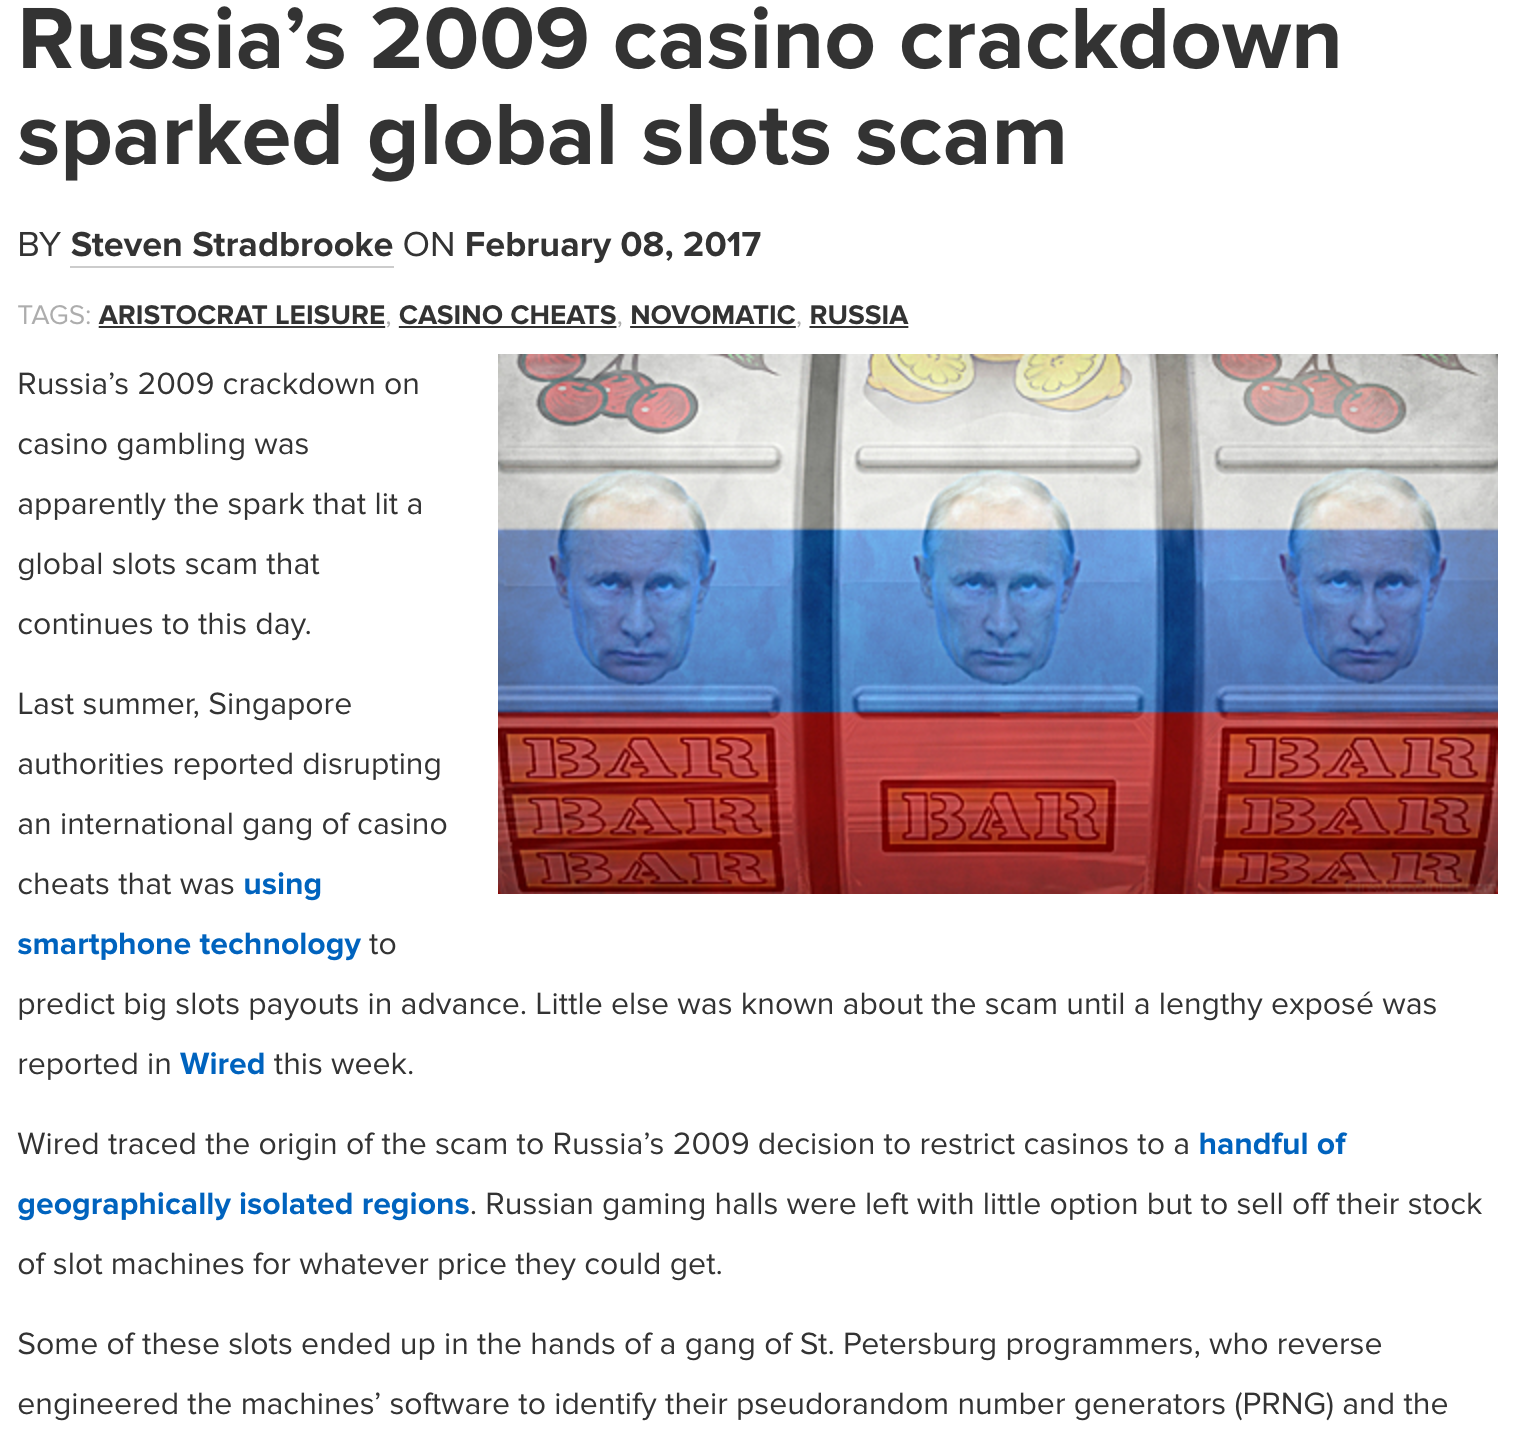 Russia’s 2009 casino crackdown
sparked global slots scam
BY Steven Stradbrooke ON February 08, 2017
TAGS: ARISTOCRAT LEISURE, CASINO CHEATS, NOVOMATIC, RUSSIA
Russia’s 2009 crackdown on
casino gambling was
apparently the spark that lit a
global slots scam that
continues to this day.
Last summer, Singapore
authorities reported disrupting
an international gang of casino
cheats that was using
smartphone technology to
predict big slots payouts in advance. Little else was known about the scam until a lengthy exposé was
reported in Wired this week.
Wired traced the origin of the scam to Russia’s 2009 decision to restrict casinos to a handful of
geographically isolated regions. Russian gaming halls were left with little option but to sell off their stock
of slot machines for whatever price they could get.
Some of these slots ended up in the hands of a gang of St. Petersburg programmers, who reverse
engineered the machines’ software to identify their pseudorandom number generators (PRNG) and the
BAR BAR
BAR BAR BAR
BAR BAR